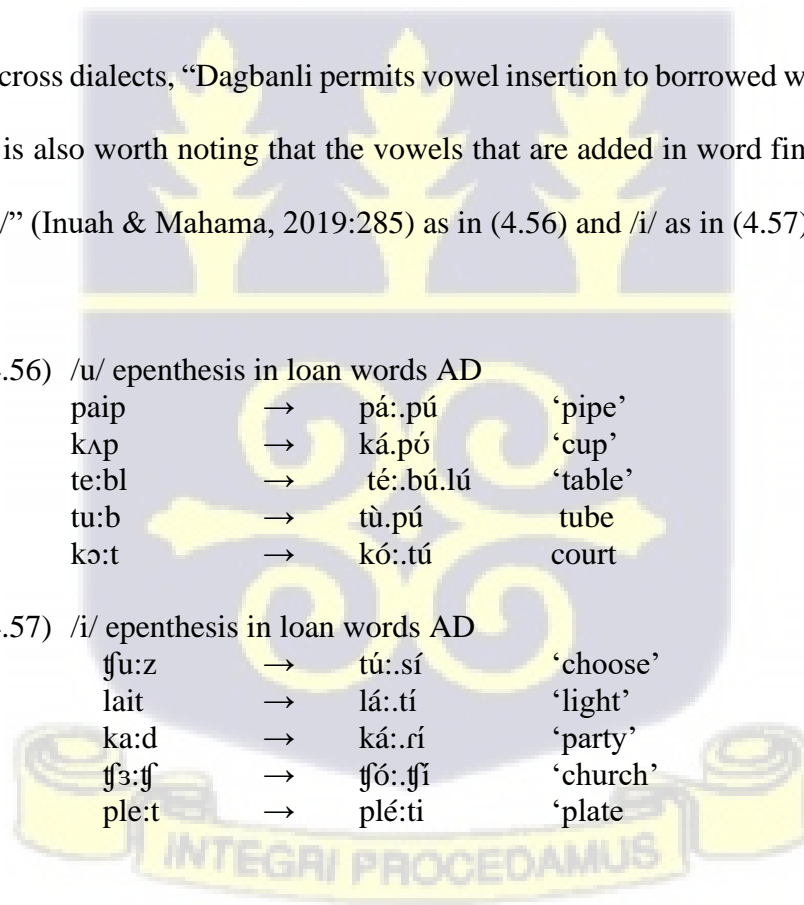 cross dialects, “Dagbanli permits vowel insertion to borrowed w
is also worth noting that the vowels that are added in word fin
/” (Inuah & Mahama, 2019:285) as in (4.56) and /i/ as in (4.57)
.56) /u/ epenthesis in loan words AD
paip → pá:.pú ‘pipe’
kʌp → ká.pʊ́ ‘cup’
te:bl → té:.bú.lú ‘table’
tu:b → tù.pú tube
kɔ:t → kó:.tú court
.57) /i/ epenthesis in loan words AD
ʧu:z → tú:.sí ‘choose’
lait → lá:.tí ‘light’
ka:d → ká:.ɾí ‘party’
ʧɜ:ʧ → ʧó:.ʧí ‘church’
ple:t → plé:ti ‘plate
INTEGRI PROCEDAMUS